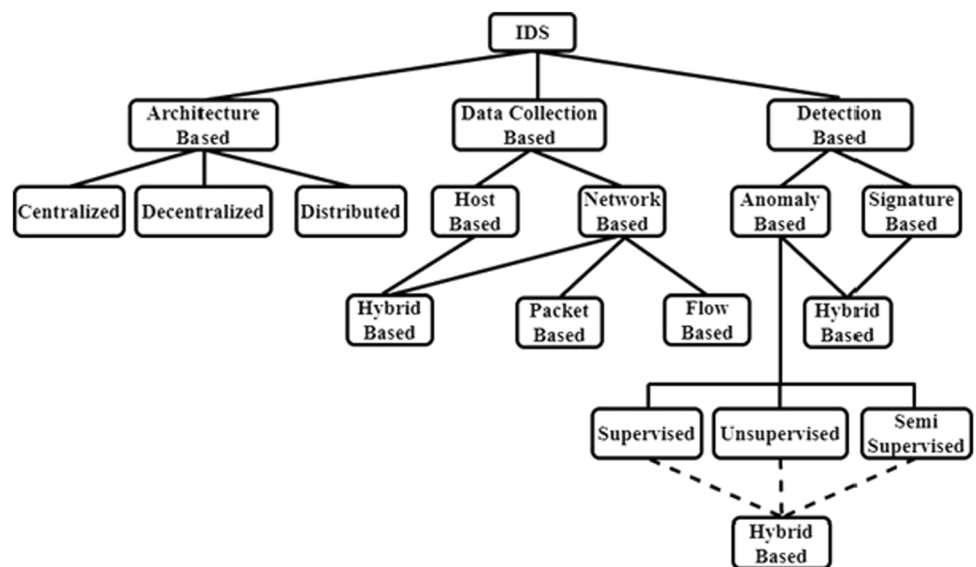 IDS
Architecture
Based
Data Collection
Based
Detection
Based
Centralized
Decentralized
Distributed
Host
Based
Network
Based
Anomaly
Based
Signature
Based
Hybrid
Based
Packet
Based
Flow
Based
Hybrid
Based
Supervised
Unsupervised
Semi
Supervised
Hybrid
Based